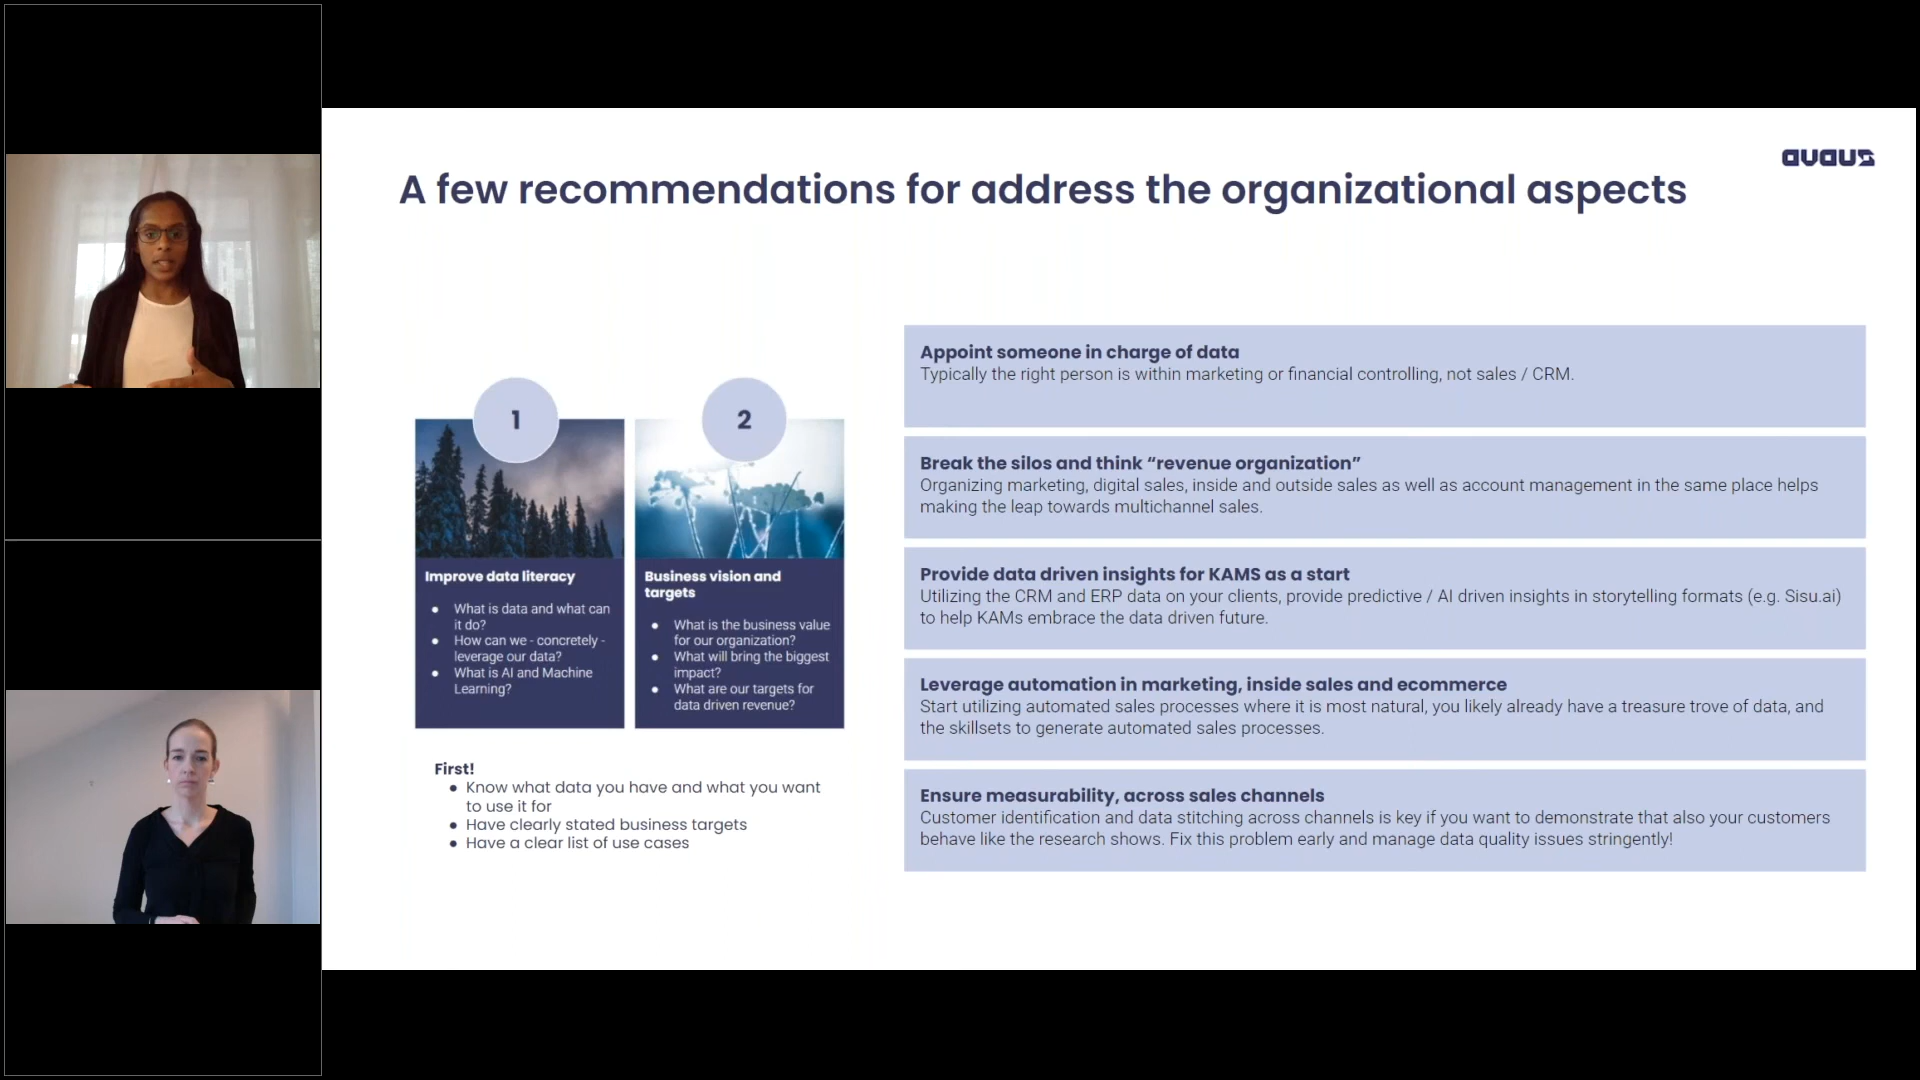 avaus
A few recommendations for address the organizational aspects
1
Improve data literacy
● What is data and what can
it do?
● How can we - concretely -
leverage our data?
● What is AI and Machine
Learning?
2
Business vision and
targets
● What is the business value
for our organization?
● What will bring the biggest
impact?
● What are our targets for
data driven revenue?
First!
● Know what data you have and what you want
to use it for
● Have clearly stated business targets
● Have a clear list of use cases
Appoint someone in charge of data
Typically the right person is within marketing or financial controlling, not sales / CRM.
Break the silos and think “revenue organization”
Organizing marketing, digital sales, inside and outside sales as well as account management in the same place helps
making the leap towards multichannel sales.
Provide data driven insights for KAMS as a start
Utilizing the CRM and ERP data on your clients, provide predictive / AI driven insights in storytelling formats (e.g. Sisu.ai)
to help KAMs embrace the data driven future.
Leverage automation in marketing, inside sales and ecommerce
Start utilizing automated sales processes where it is most natural, you likely already have a treasure trove of data, and
the skillsets to generate automated sales processes.
Ensure measurability, across sales channels
Customer identification and data stitching across channels is key if you want to demonstrate that also your customers
behave like the research shows. Fix this problem early and manage data quality issues stringently!